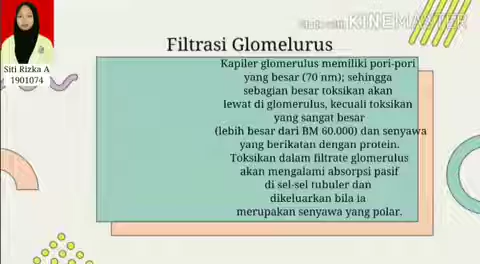 Made with KINEMASTER
Filtrasi Glomelurus
Siti Rizka A
1901074
Kapiler glomerulus memiliki pori-pori
yang besar (70 nm); sehingga
sebagian besar toksikan akan
lewat di glomerulus, kecuali toksikan
yang sangat besar
(lebih besar dari BM 60.000) dan senyawa
yang berikatan dengan protein.
Toksikan dalam filtrate glomerulus
akan mengalami absorpsi pasif
di sel-sel tubuler dan
dikeluarkan bila ia
merupakan senyawa yang polar.